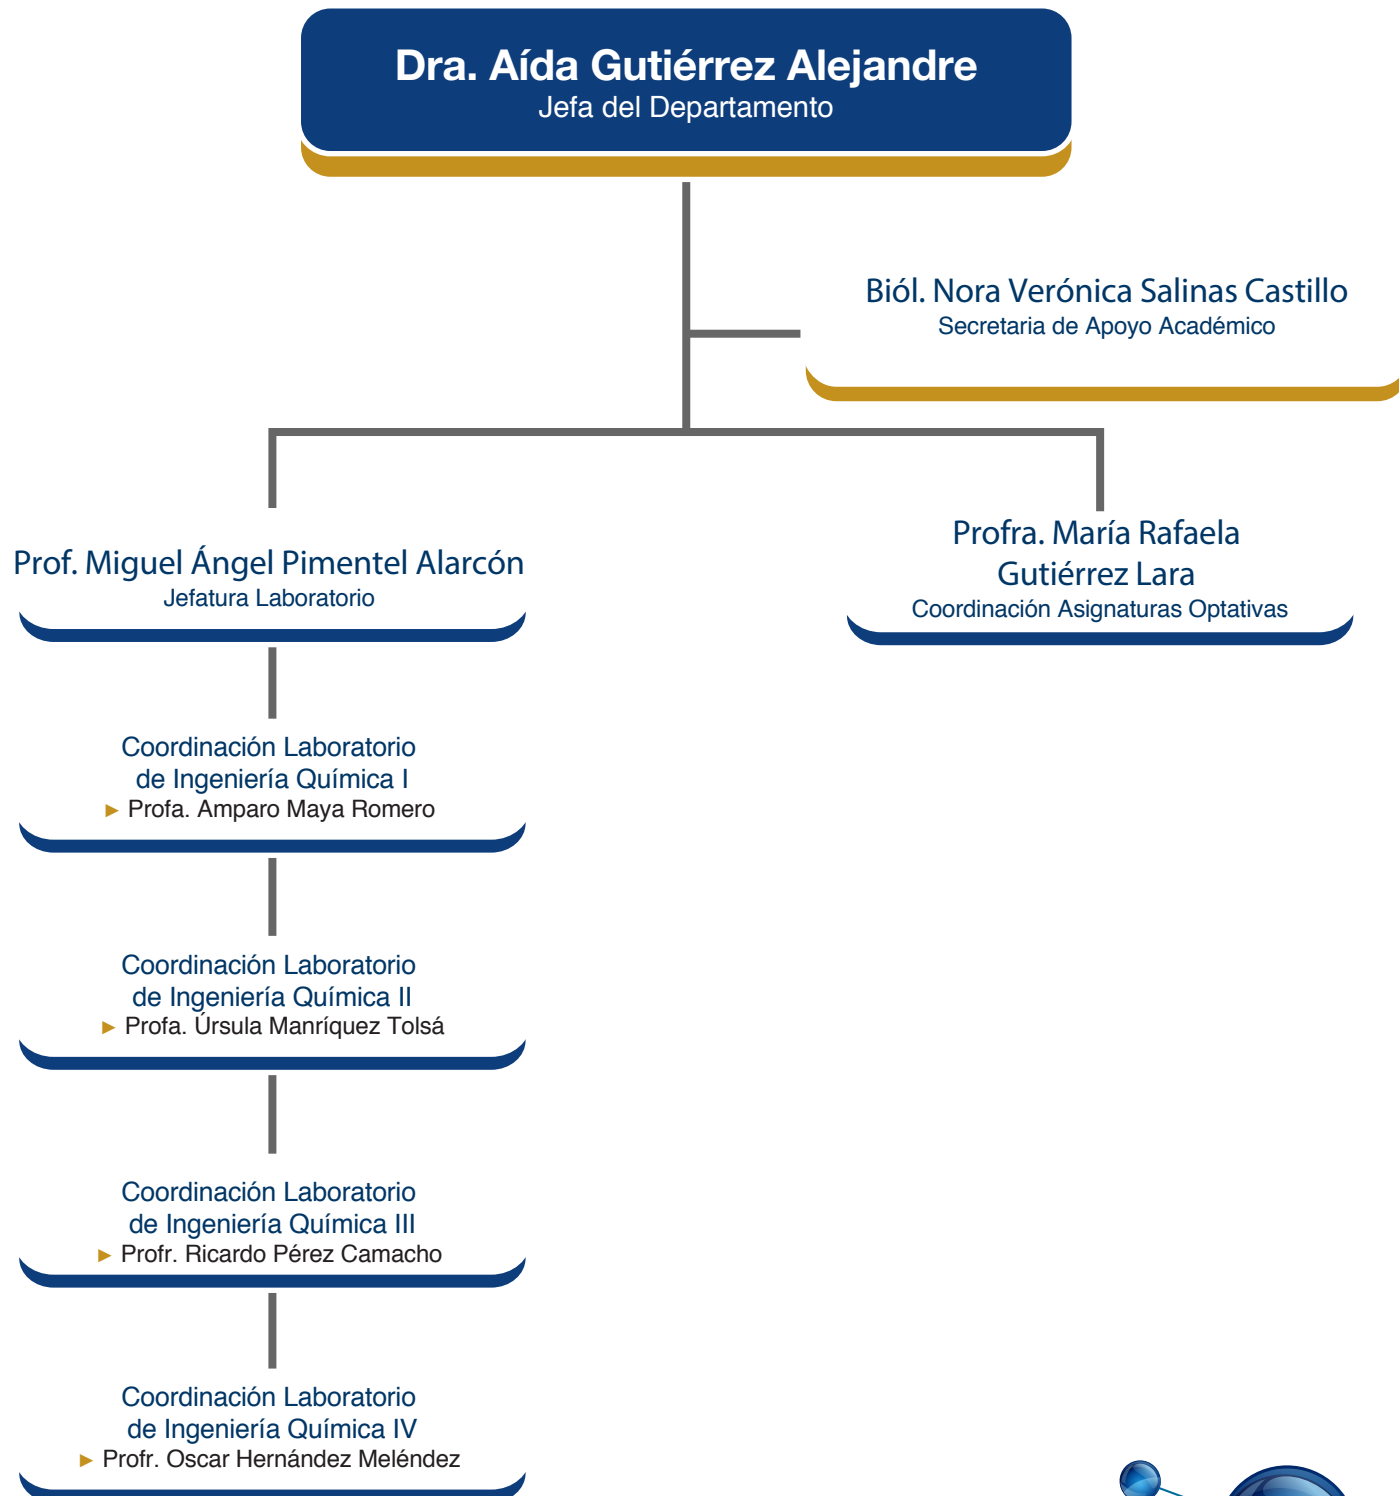 Dra. Aída Gutiérrez Alejandre
Jefa del Departamento
Biól. Nora Verónica Salinas Castillo
Secretaria de Apoyo Académico
Prof. Miguel Ángel Pimentel Alarcón
Jefatura Laboratorio
Profra. María Rafaela
Gutiérrez Lara
Coordinación Asignaturas Optativas
Coordinación Laboratorio
de Ingeniería Química I
► Profa. Amparo Maya Romero
Coordinación Laboratorio
de Ingeniería Química II
► Profa. Úrsula Manríquez Tolsá
Coordinación Laboratorio
de Ingeniería Química III
► Profr. Ricardo Pérez Camacho
Coordinación Laboratorio
de Ingeniería Química IV
► Profr. Oscar Hernández Meléndez